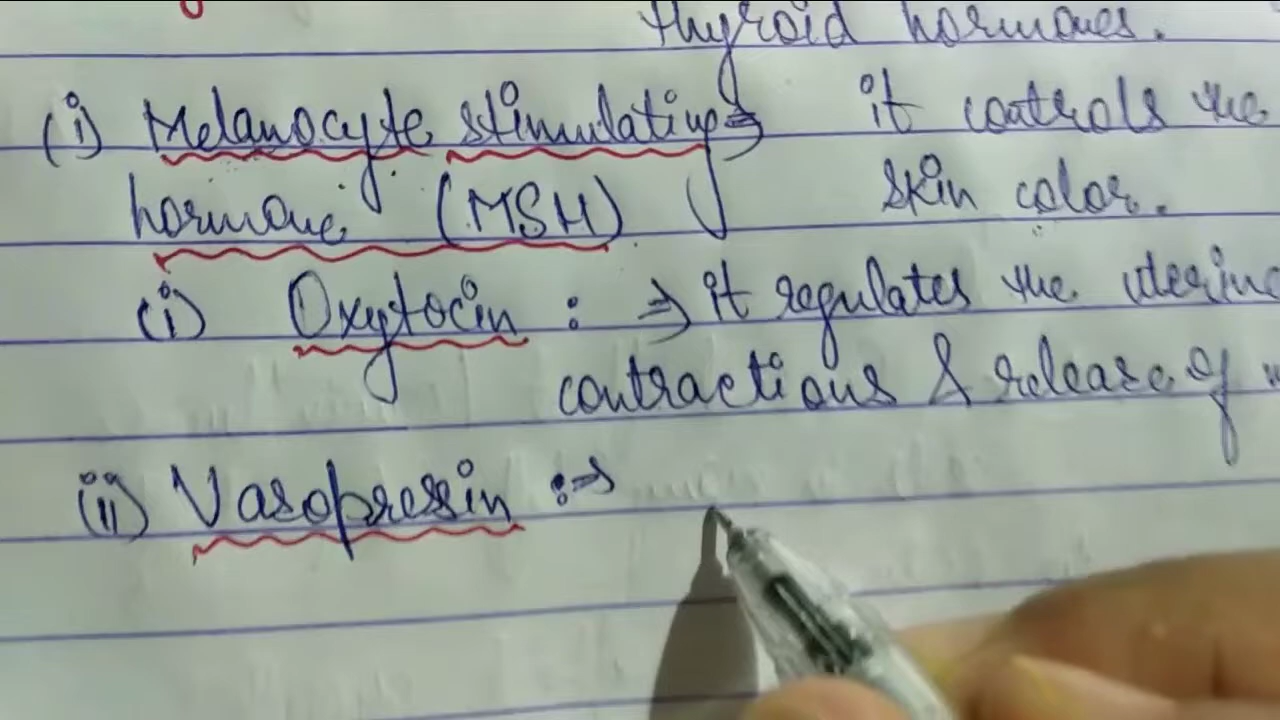 thyroid hormones.
(i) Melanocyte stimulating ⇒ it controls the
hormone (MSH) skin color.
(i) Oxytocin : ⇒ it regulates the uterine
contractions & release of
(ii) Vasopressin :⇒